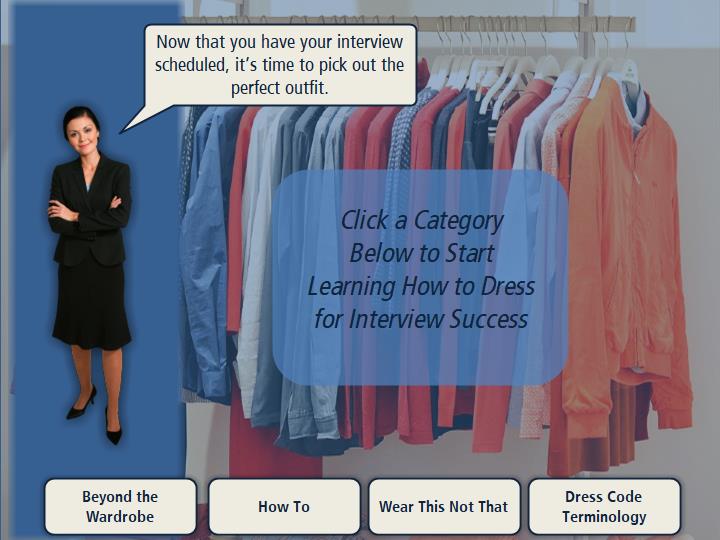 Now that you have your interview
scheduled, it's time to pick out the
perfect outfit.
Click a Category
Below to Start
Learning How to Dress
for Interview Success
Beyond the
Wardrobe
How To
Wear This Not That
Dress Code
Terminology